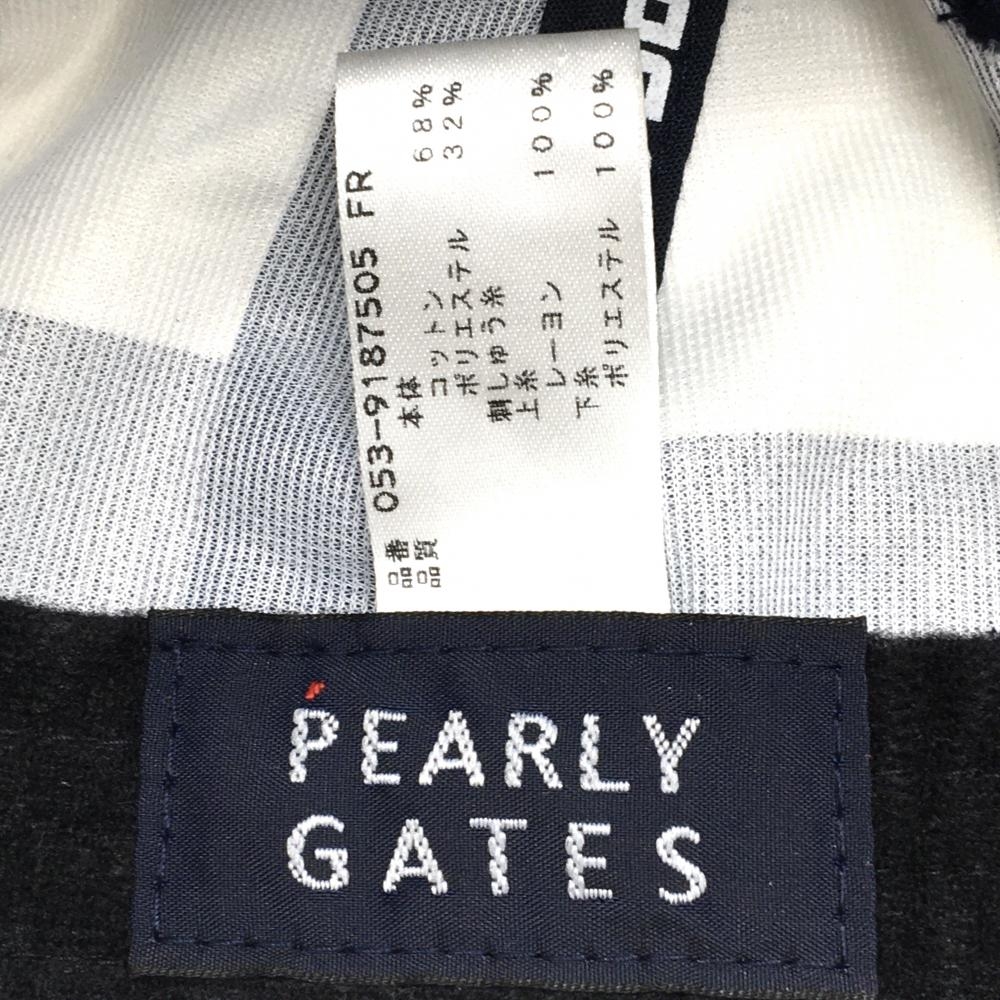 品番 053-9187505 FR
品質 本体
コットン 68%
ポリエステル 32%
刺しゅう糸
上糸
レーヨン 100%
下糸
ポリエステル 100%
PEARLY
GATES